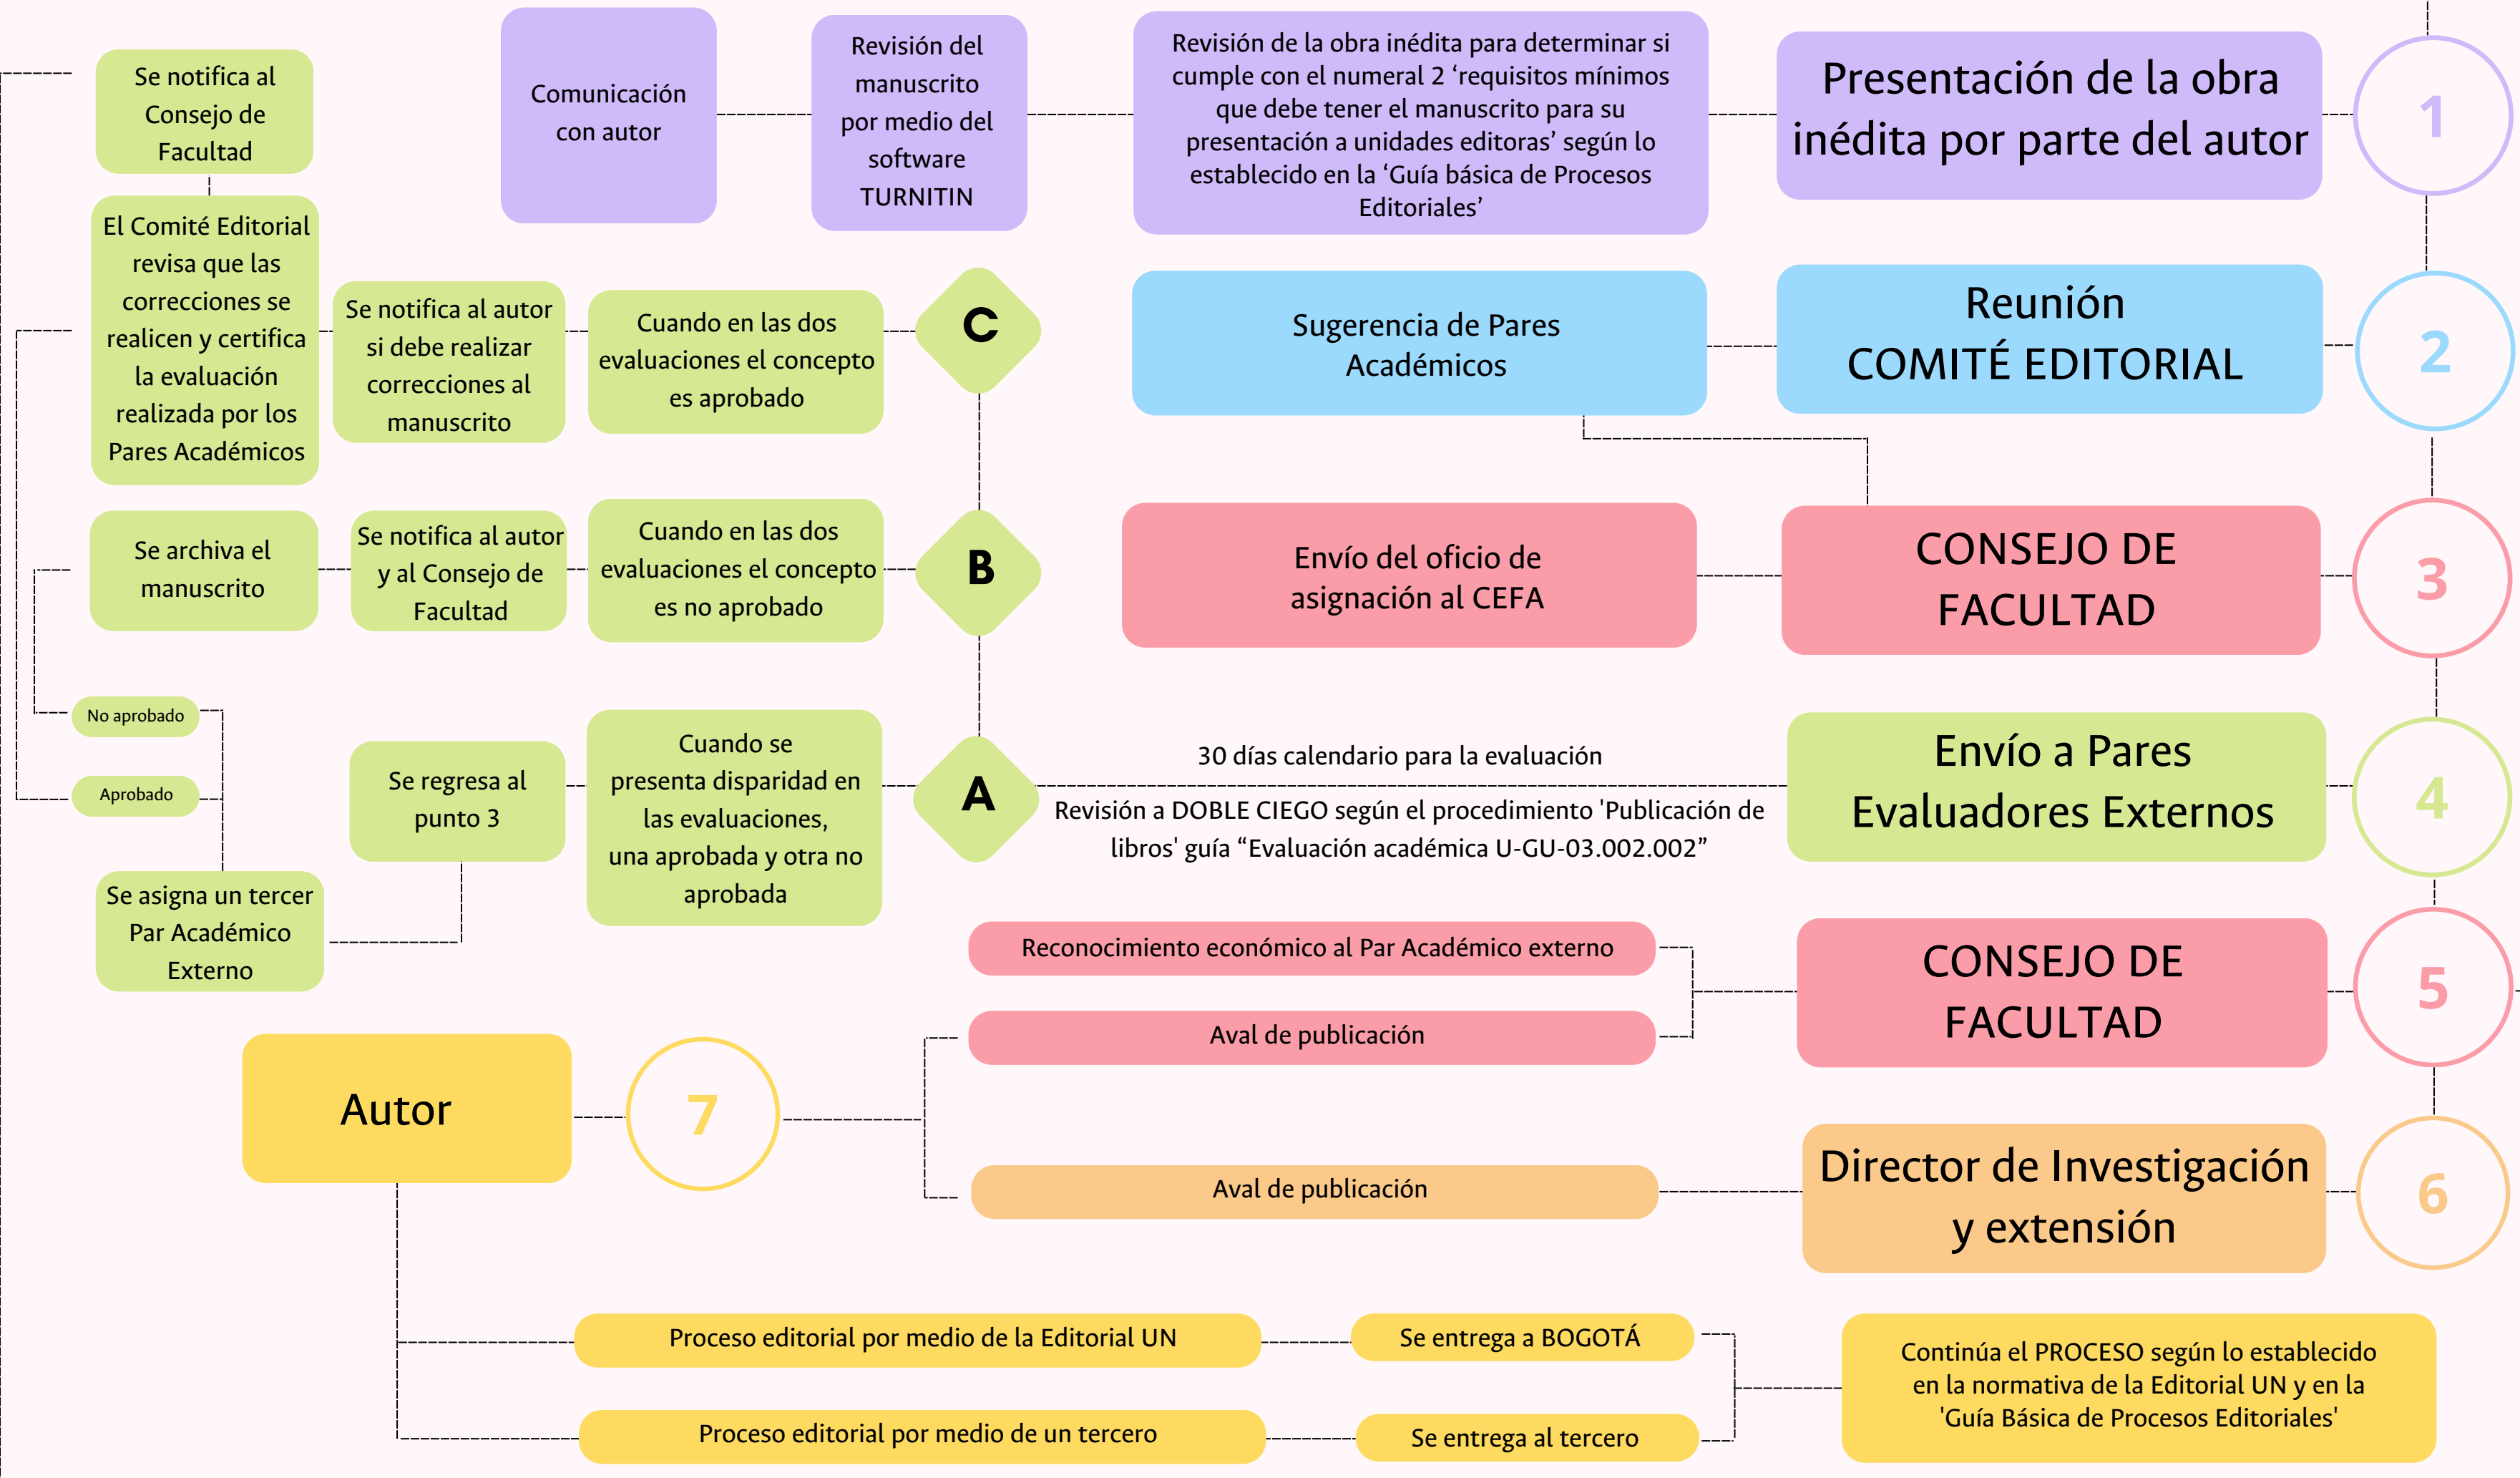 1
Presentación de la obra
inédita por parte del autor
Revisión de la obra inédita para determinar si
cumple con el numeral 2 ‘requisitos mínimos
que debe tener el manuscrito para su
presentación a unidades editoras’ según lo
establecido en la ‘Guía básica de Procesos
Editoriales’
Revisión del
manuscrito
por medio del
software
TURNITIN
Comunicación
con autor
2
Reunión
COMITÉ EDITORIAL
Sugerencia de Pares
Académicos
3
CONSEJO DE
FACULTAD
Envío del oficio de
asignación al CEFA
4
Envío a Pares
Evaluadores Externos
30 días calendario para la evaluación
Revisión a DOBLE CIEGO según el procedimiento 'Publicación de
libros' guía “Evaluación académica U-GU-03.002.002”
A
Cuando se
presenta disparidad en
las evaluaciones,
una aprobada y otra no
aprobada
Se regresa al
punto 3
Se asigna un tercer
Par Académico
Externo
No aprobado
Aprobado
B
Cuando en las dos
evaluaciones el concepto
es no aprobado
Se notifica al autor
y al Consejo de
Facultad
Se archiva el
manuscrito
C
Cuando en las dos
evaluaciones el concepto
es aprobado
Se notifica al autor
si debe realizar
correcciones al
manuscrito
El Comité Editorial
revisa que las
correcciones se
realicen y certifica
la evaluación
realizada por los
Pares Académicos
Se notifica al
Consejo de
Facultad
5
CONSEJO DE
FACULTAD
Reconocimiento económico al Par Académico externo
Aval de publicación
6
Director de Investigación
y extensión
Aval de publicación
7
Autor
Proceso editorial por medio de la Editorial UN
Se entrega a BOGOTÁ
Proceso editorial por medio de un tercero
Se entrega al tercero
Continúa el PROCESO según lo establecido
en la normativa de la Editorial UN y en la
'Guía Básica de Procesos Editoriales'